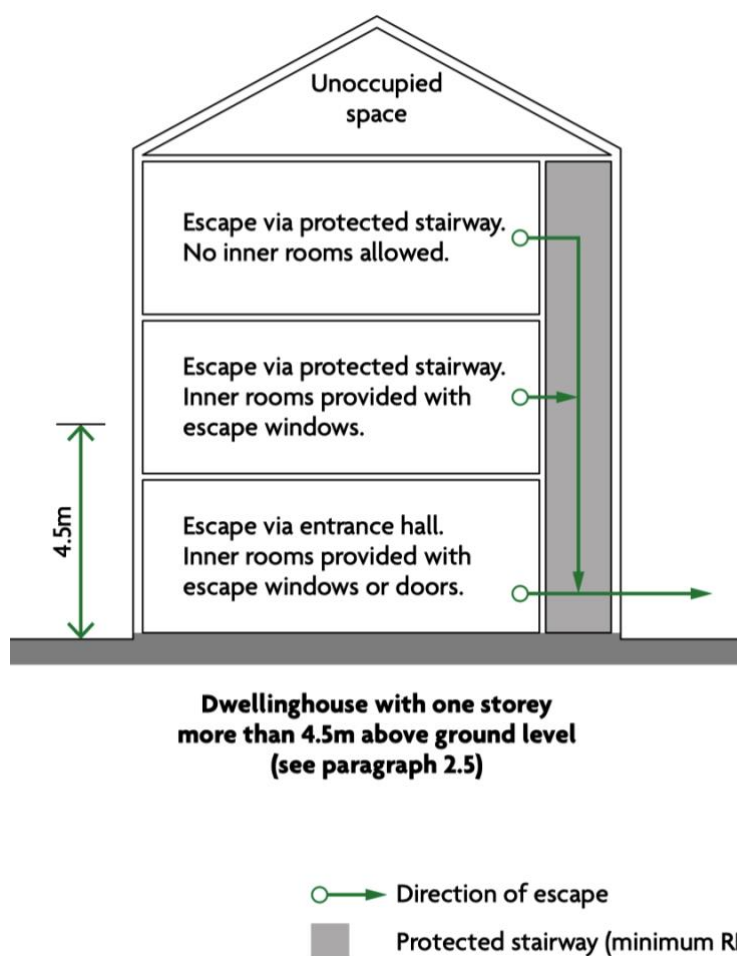 Unoccupied
space
Escape via protected stairway.
No inner rooms allowed.
Escape via protected stairway.
Inner rooms provided with
escape windows.
4.5m
Escape via entrance hall.
Inner rooms provided with
escape windows or doors.
Dwellinghouse with one storey
more than 4.5m above ground level
(see paragraph 2.5)
Direction of escape
Protected stairway (minimum